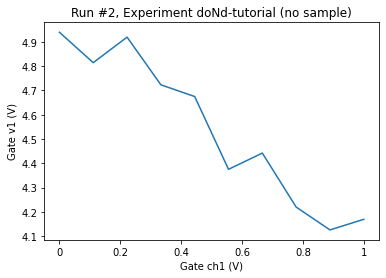 Run #2, Experiment doNd-tutorial (no sample)
4.9
4.8
4.7
4.6
4.5
4.4
4.3
4.2
4.1
Gate v1 (V)
0 0.2 0.4 0.6 0.8 1
Gate ch1 (V)